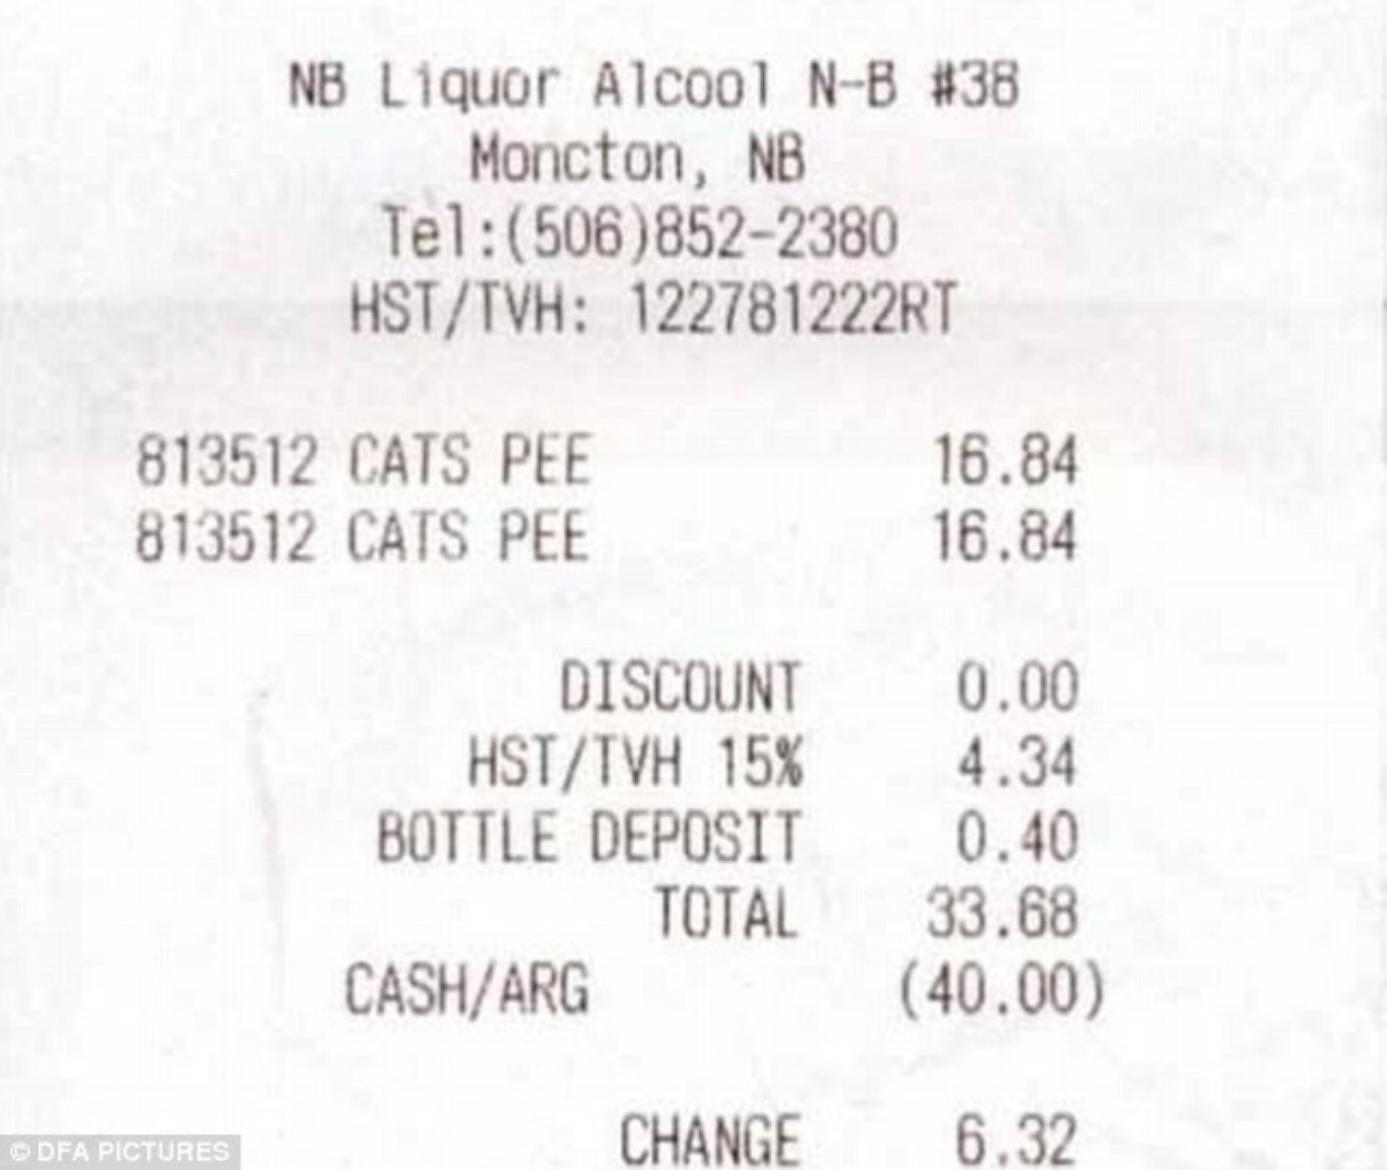 NB Liquor Alcool N-B #38
Moncton, NB
Tel:(506)852-2380
HST/TVH: 122781222RT
813512 CATS PEE 16.84
813512 CATS PEE 16.84
DISCOUNT 0.00
HST/TVH 15% 4.34
BOTTLE DEPOSIT 0.40
TOTAL 33.68
CASH/ARG (40.00)
CHANGE 6.32
© DFA PICTURES